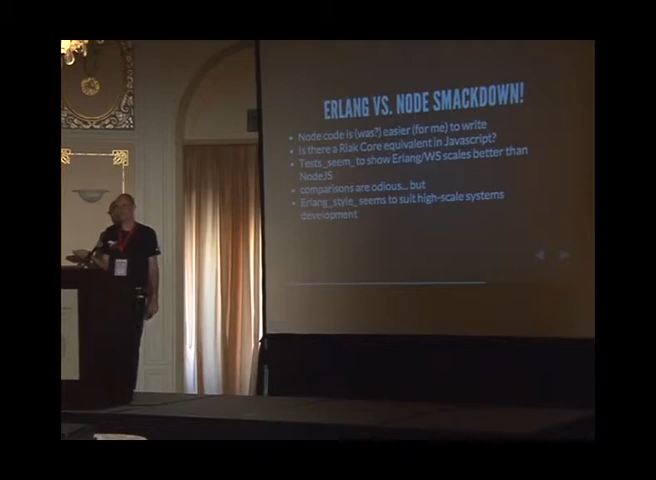 ERLANG VS. NODE SMACKDOWN!
Node code is (was?) easier (for me) to write
Is there a Riak Core equivalent in Javascript?
Tests _seem_ to show Erlang/WS scales better than
NodeJS
comparisons are odious... but
Erlang _style_ seems to suit high-scale systems
development